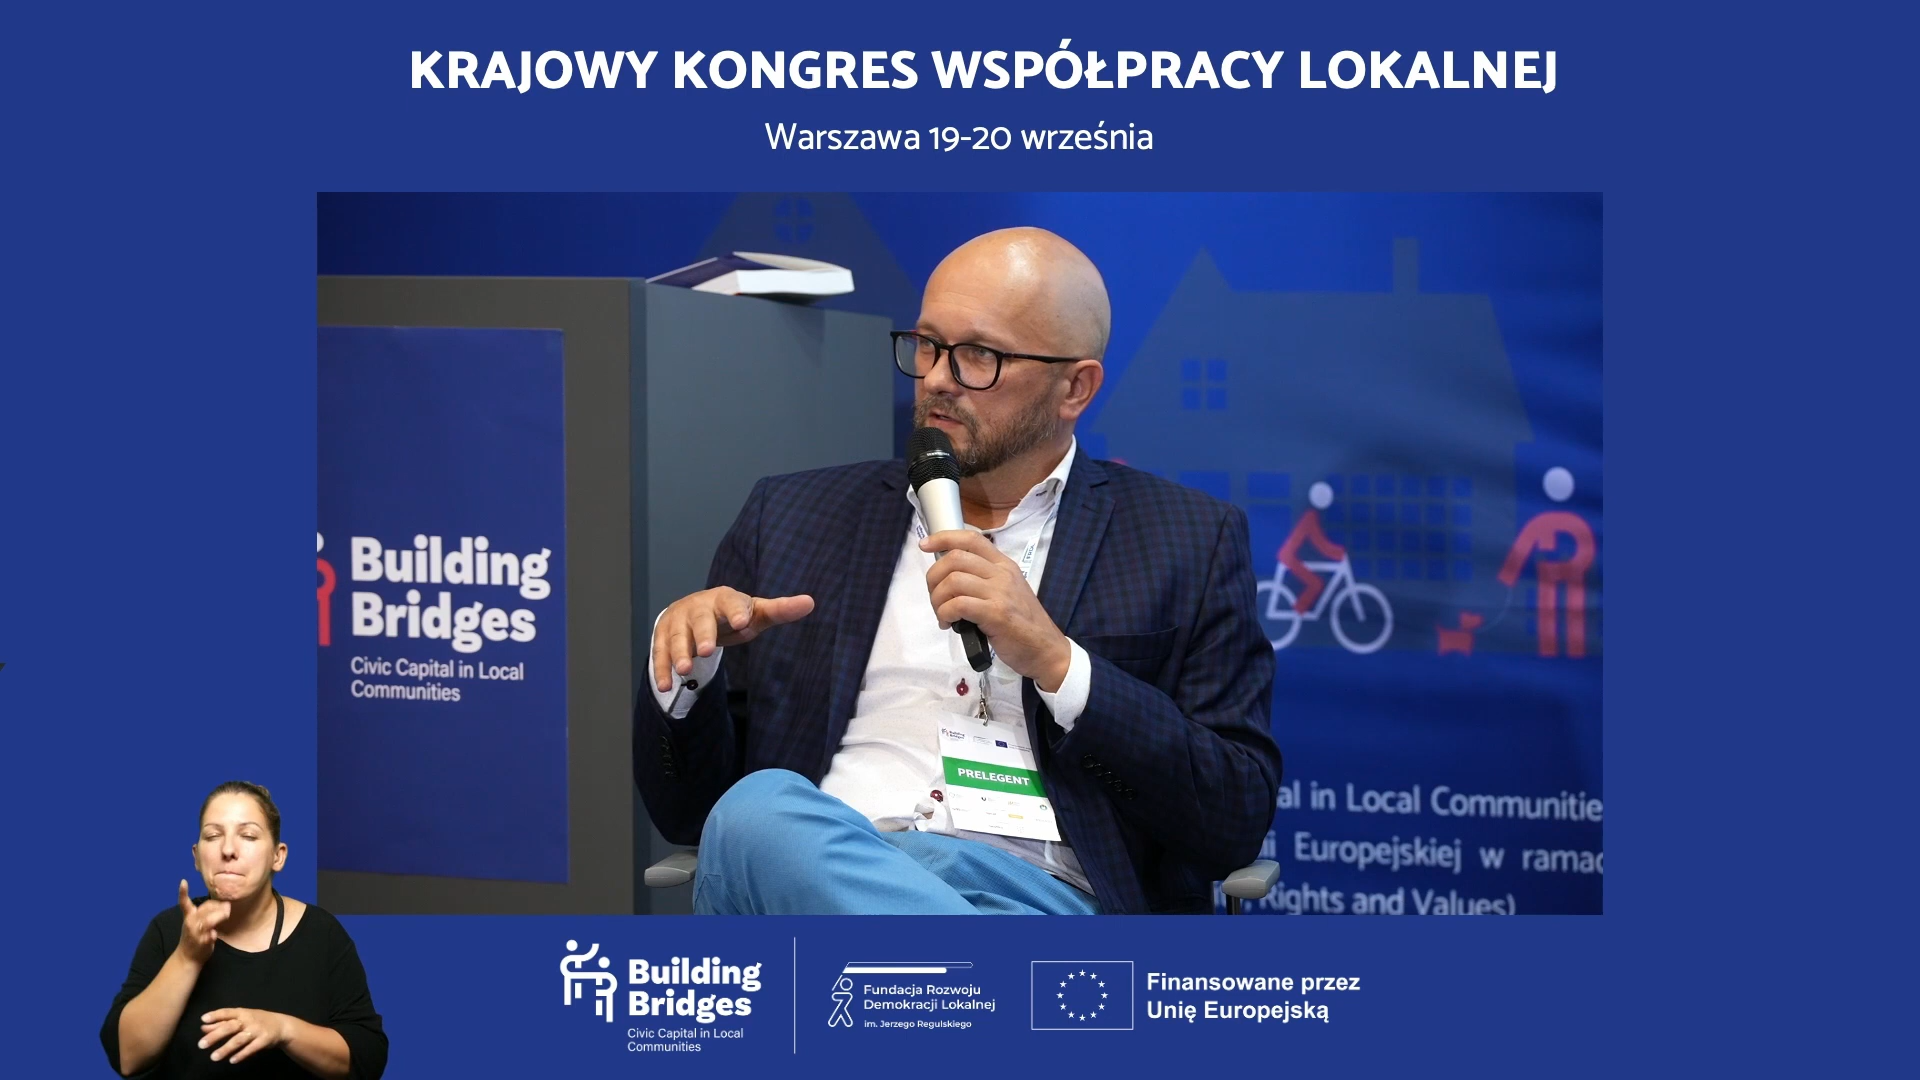 KRAJOWY KONGRES WSPÓŁPRACY LOKALNEJ
Warszawa 19-20 września
Building
Bridges
Civic Capital in Local
Communities
PRELEGENT
al in Local Communitie
ii Europejskiej w ramac
Rights and Values)
Building
Bridges
Civic Capital in Local
Communities
Fundacja Rozwoju
Demokracji Lokalnej
im. Jerzego Regulskiego
Finansowane przez
Unię Europejską